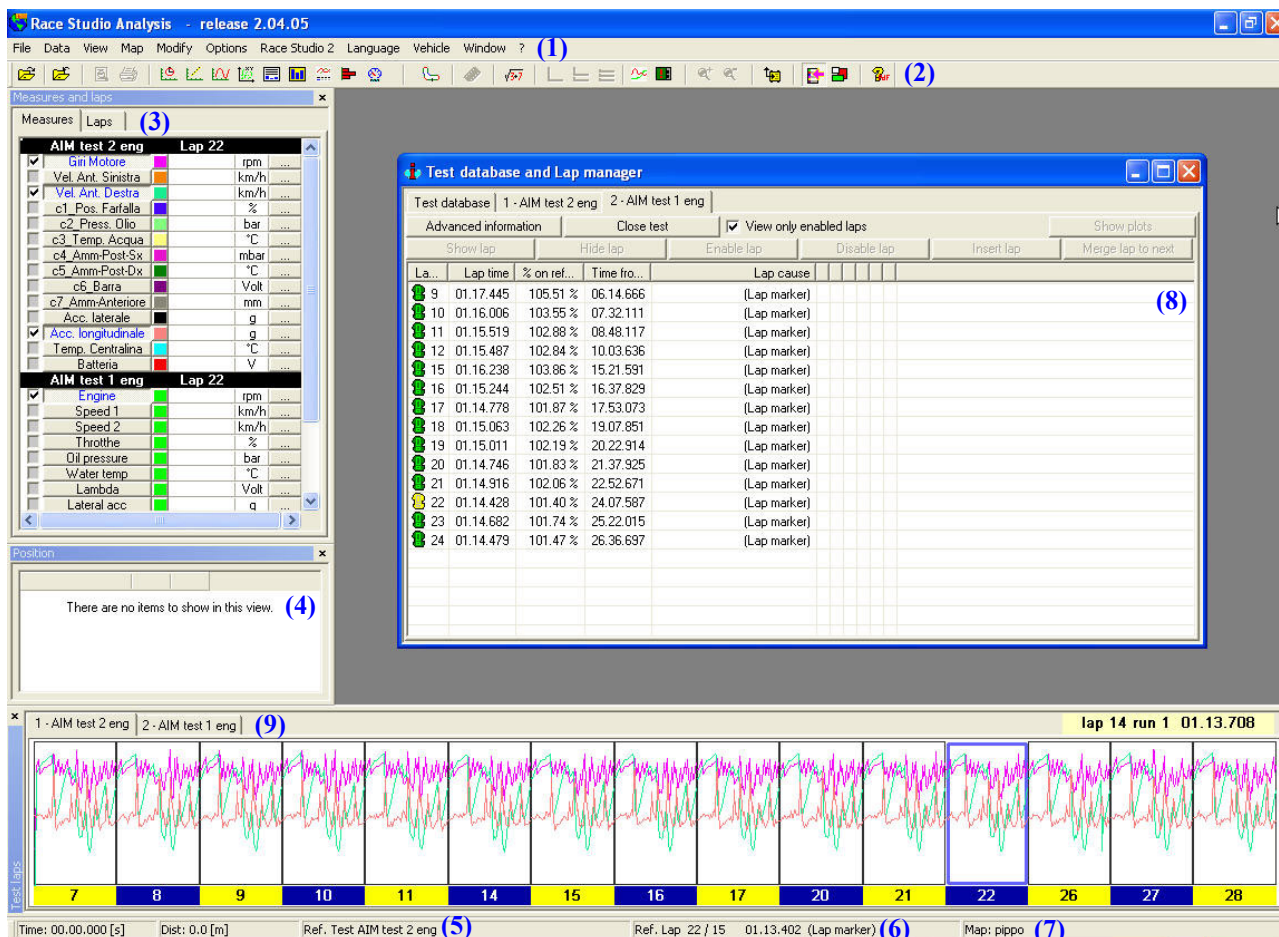 Race Studio Analysis - release 2.04.05
File Data View Map Modify Options Race Studio 2 Language Vehicle Window ? (1)
(2)
Measures and laps
Measures Laps (3)
AIM test 2 eng Lap 22
Giri Motore rpm ...
Vel. Ant. Sinistra km/h ...
Vel. Ant. Destra km/h ...
c1_Pos. Farfalla % ...
c2_Press. Olio bar ...
c3_Temp. Acqua °C ...
c4_Amm-Post-Sx mbar ...
c5_Amm-Post-Dx °C ...
c6_Barra Volt ...
c7_Amm-Anteriore mm ...
Acc. laterale g ...
Acc. longitudinale g ...
Temp. Centralina °C ...
Batteria V ...
AIM test 1 eng Lap 22
Engine rpm ...
Speed 1 km/h ...
Speed 2 km/h ...
Throtthe % ...
Oil pressure bar ...
Water temp °C ...
Lambda Volt ...
Lateral acc g ...
Test database and Lap manager
Test database 1 - AIM test 2 eng 2 - AIM test 1 eng
Advanced information Close test View only enabled laps Show plots
Show lap Hide lap Enable lap Disable lap Insert lap Merge lap to next
La... Lap time % on ref... Time fro... Lap cause
9 01.17.445 105.51 % 06.14.666 (Lap marker)
(8)
10 01.16.006 103.55 % 07.32.111 (Lap marker)
11 01.15.519 102.88 % 08.48.117 (Lap marker)
12 01.15.487 102.84 % 10.03.636 (Lap marker)
15 01.16.238 103.86 % 15.21.591 (Lap marker)
16 01.15.244 102.51 % 16.37.829 (Lap marker)
17 01.14.778 101.87 % 17.53.073 (Lap marker)
18 01.15.063 102.26 % 19.07.851 (Lap marker)
19 01.15.011 102.19 % 20.22.914 (Lap marker)
20 01.14.746 101.83 % 21.37.925 (Lap marker)
21 01.14.916 102.06 % 22.52.671 (Lap marker)
22 01.14.428 101.40 % 24.07.587 (Lap marker)
23 01.14.682 101.74 % 25.22.015 (Lap marker)
24 01.14.479 101.47 % 26.36.697 (Lap marker)
Position
There are no items to show in this view. (4)
1 - AIM test 2 eng 2 - AIM test 1 eng (9) lap 14 run 1 01.13.708
Test laps
7 8 9 10 11 14 15 16 17 20 21 22 26 27 28
Time: 00.00.000 [s] Dist: 0.0 [m] Ref. Test AIM test 2 eng (5) Ref. Lap 22 / 15 01.13.402 (Lap marker) (6) Map: pippo (7)